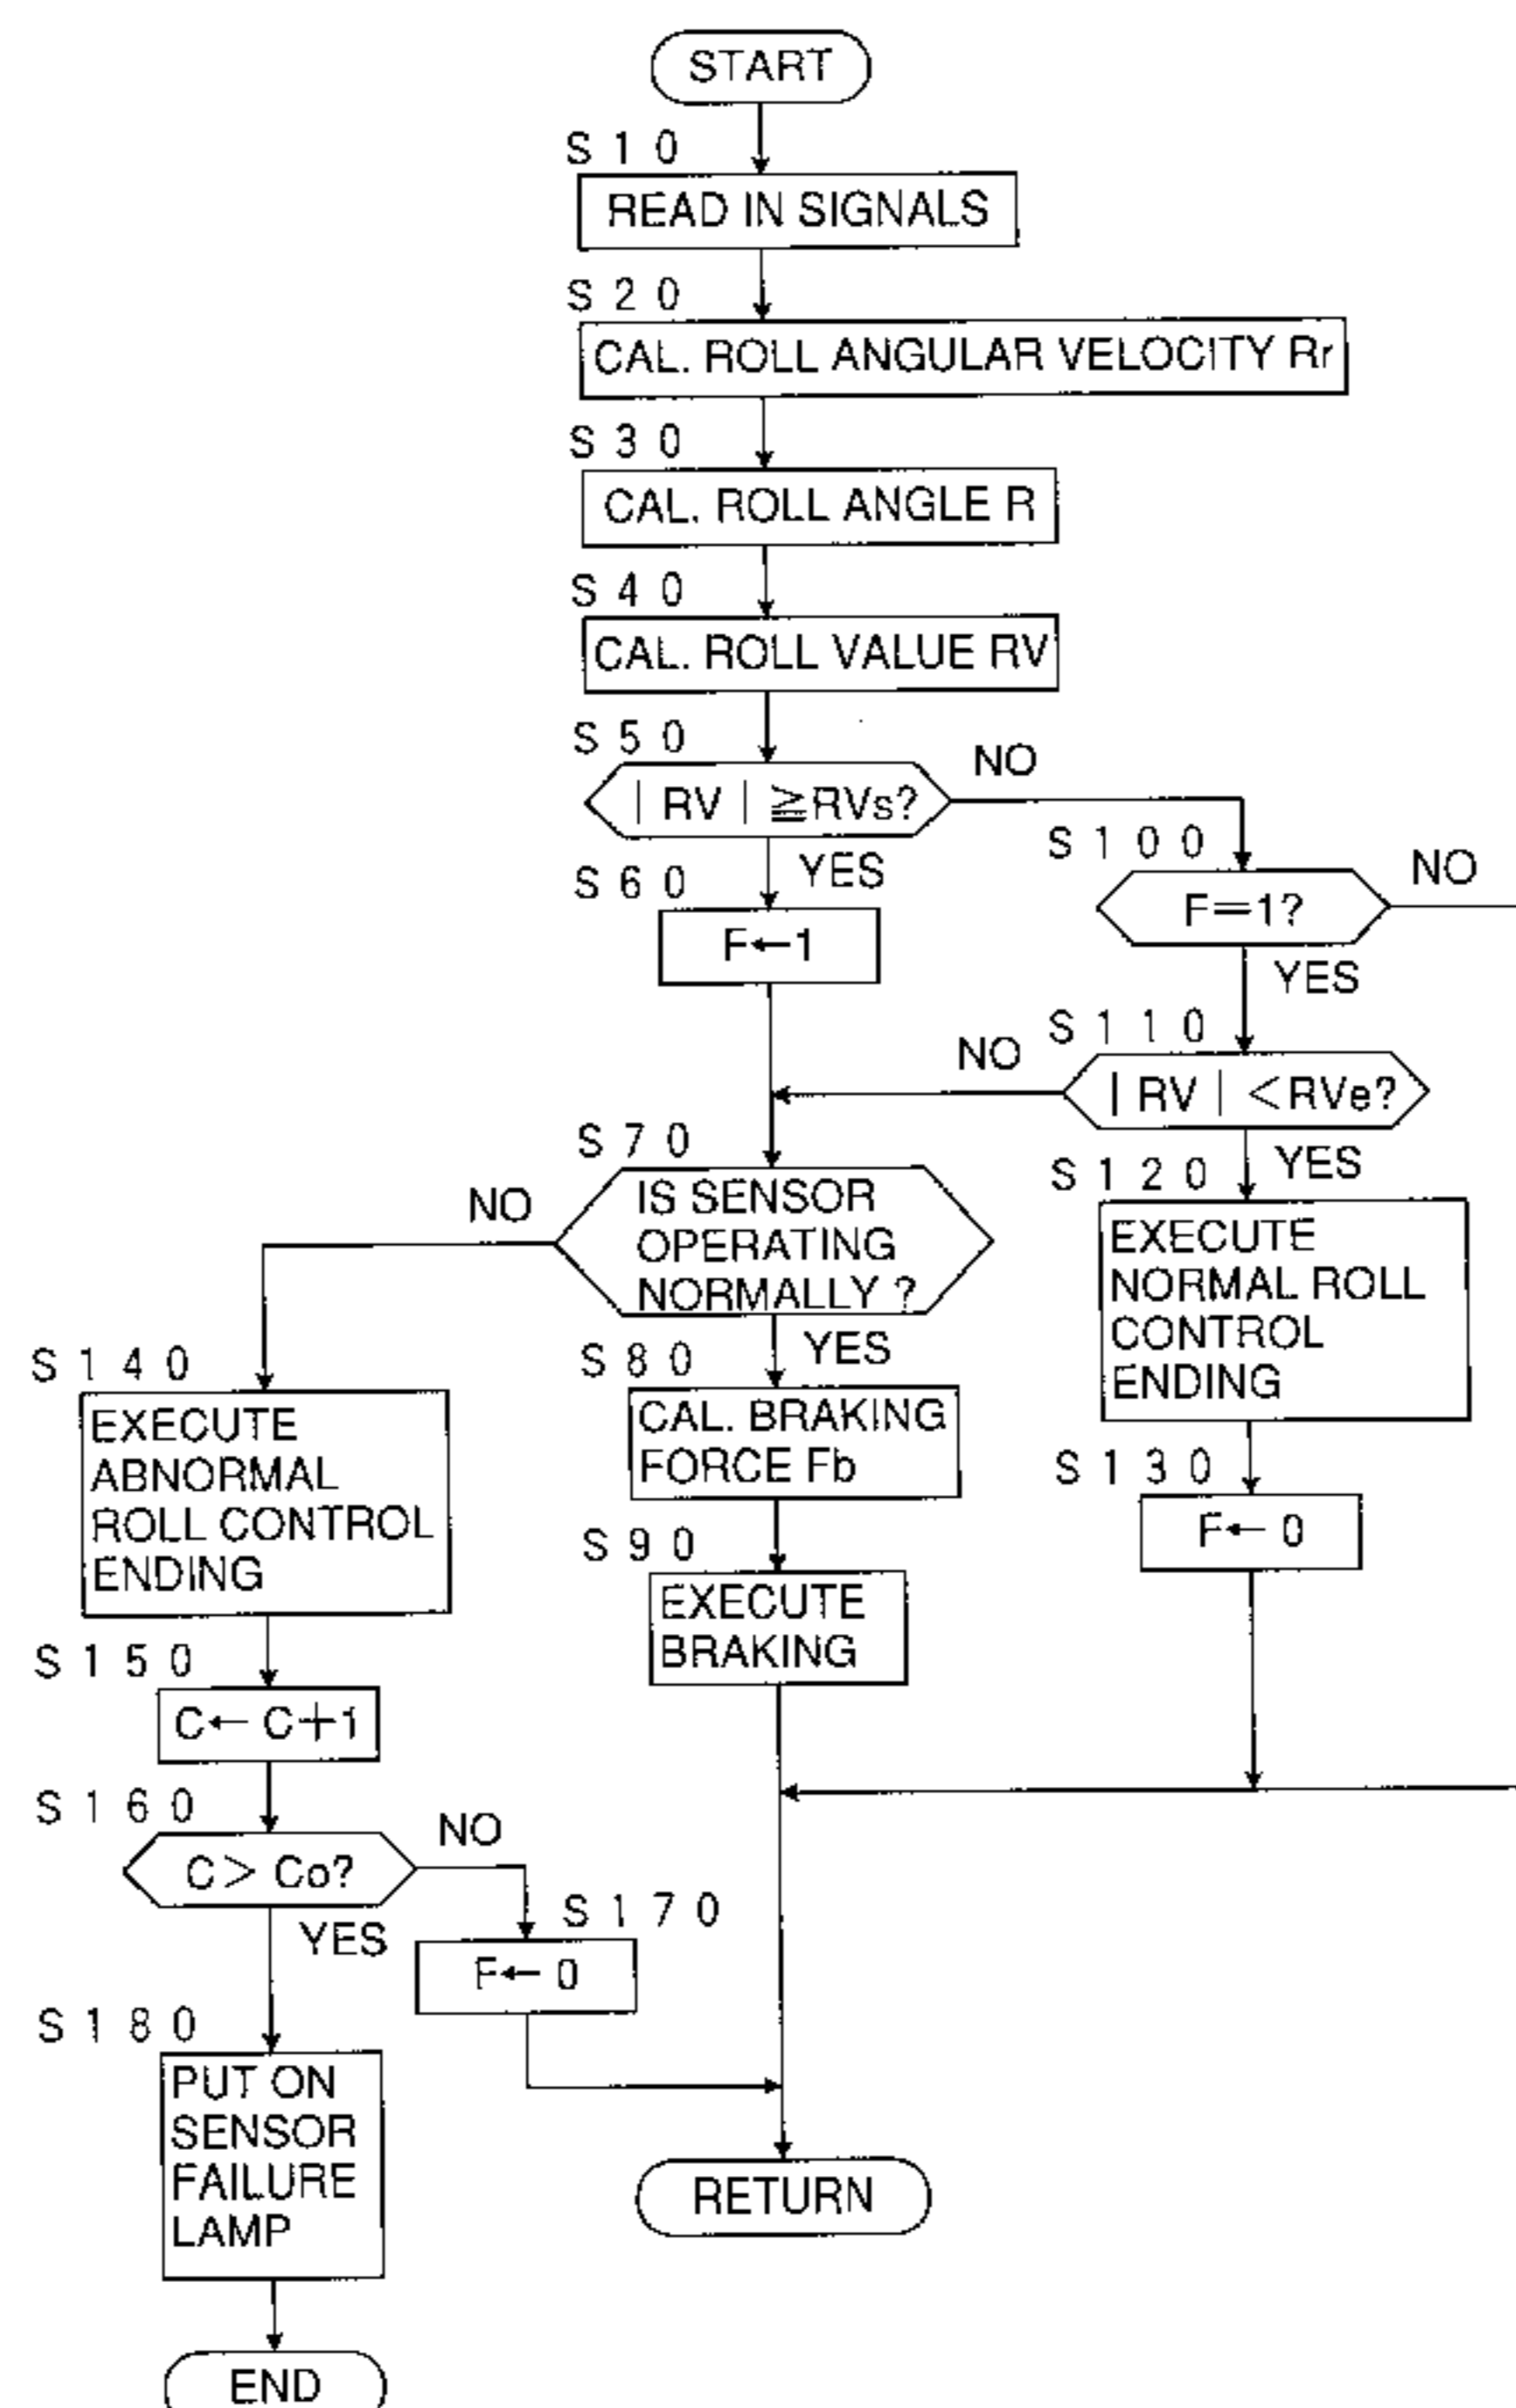 START
S 1 0
READ IN SIGNALS
S 2 0
CAL. ROLL ANGULAR VELOCITY Rr
S 3 0
CAL. ROLL ANGLE R
S 4 0
CAL. ROLL VALUE RV
S 5 0
| RV | ≧RVs?
NO
YES
S 6 0
F←1
S 1 0 0
F=1?
NO
YES
S 1 1 0
| RV | <RVe?
NO
YES
S 7 0
IS SENSOR
OPERATING
NORMALLY ?
NO
YES
S 1 2 0
EXECUTE
NORMAL ROLL
CONTROL
ENDING
S 1 3 0
F← 0
S 8 0
CAL. BRAKING
FORCE Fb
S 9 0
EXECUTE
BRAKING
S 1 4 0
EXECUTE
ABNORMAL
ROLL CONTROL
ENDING
S 1 5 0
C← C+1
S 1 6 0
C> Co?
NO
YES
S 1 7 0
F← 0
S 1 8 0
PUT ON
SENSOR
FAILURE
LAMP
RETURN
END